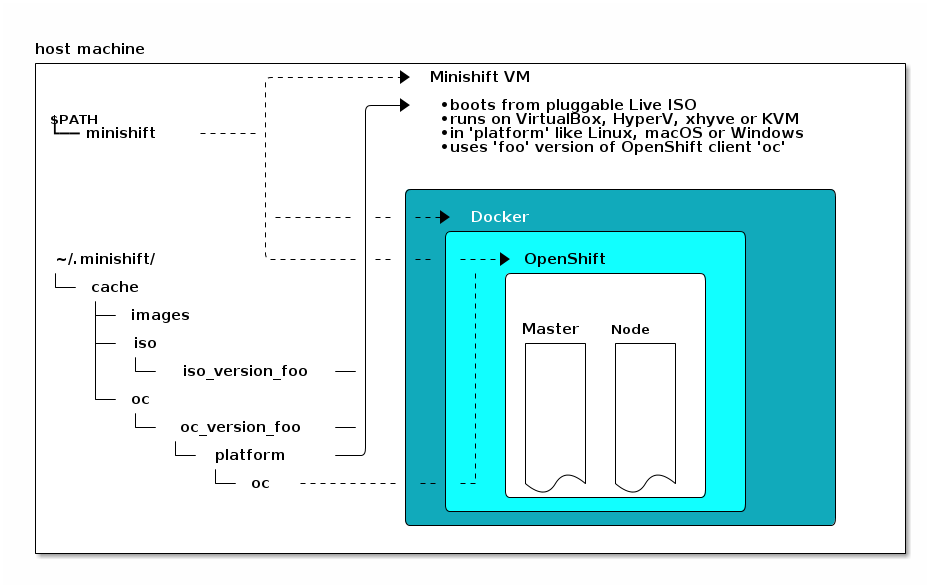 host machine
Minishift VM
•boots from pluggable Live ISO
•runs on VirtualBox, HyperV, xhyve or KVM
•in 'platform' like Linux, macOS or Windows
•uses 'foo' version of OpenShift client 'oc'
$PATH
minishift
Docker
OpenShift
Master
Node
~/.minishift/
cache
images
iso
iso_version_foo
oc
oc_version_foo
platform
oc